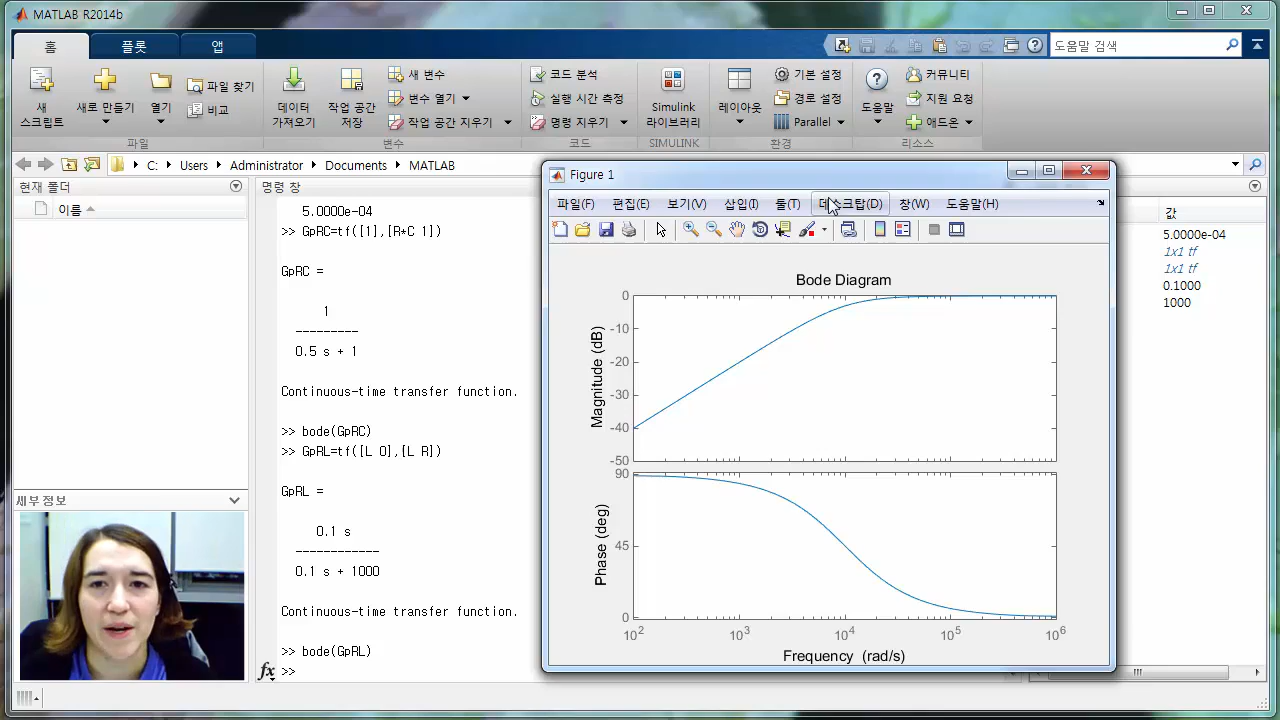 MATLAB R2014b
홈 플롯 앱
도움말 검색
새 스크립트
새로 만들기
열기
파일 찾기
비교
데이터 가져오기
작업 공간 저장
새 변수
변수 열기
작업 공간 지우기
코드 분석
실행 시간 측정
명령 지우기
Simulink 라이브러리
레이아웃
기본 설정
경로 설정
Parallel
도움말
커뮤니티
지원 요청
애드온
파일 변수 코드 SIMULINK 환경 리소스
C: Users Administrator Documents MATLAB
현재 폴더
이름
세부 정보
명령 창
5.0000e-04
>> GpRC=tf([1],[R*C 1])
GpRC =
1
---------
0.5 s + 1
Continuous-time transfer function.
>> bode(GpRC)
>> GpRL=tf([L 0],[L R])
GpRL =
0.1 s
------------
0.1 s + 1000
Continuous-time transfer function.
>> bode(GpRL)
fx >>
Figure 1
파일(F) 편집(E) 보기(V) 삽입(I) 툴(T) 창(W) 도움말(H)
Bode Diagram
Magnitude (dB)
0
-10
-20
-30
-40
-50
Phase (deg)
90
45
0
10^2 10^3 10^4 10^5 10^6
Frequency (rad/s)
값
5.0000e-04
1x1 tf
1x1 tf
0.1000
1000